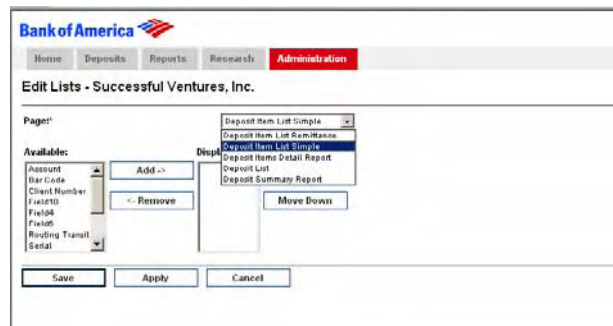 Bank of America
Home Deposits Reports Research Administration
Edit Lists - Successful Ventures, Inc.
Page:* Deposit Item List Simple
Deposit Item List Remittance
Deposit Item List Simple
Deposit Items Detail Report
Deposit List
Deposit Summary Report
Available: Displ
Account
Bar Code
Client Number
Field10
Field4
Field6
Routing Transit
Serial
Add ->
<- Remove
Move Down
Save Apply Cancel